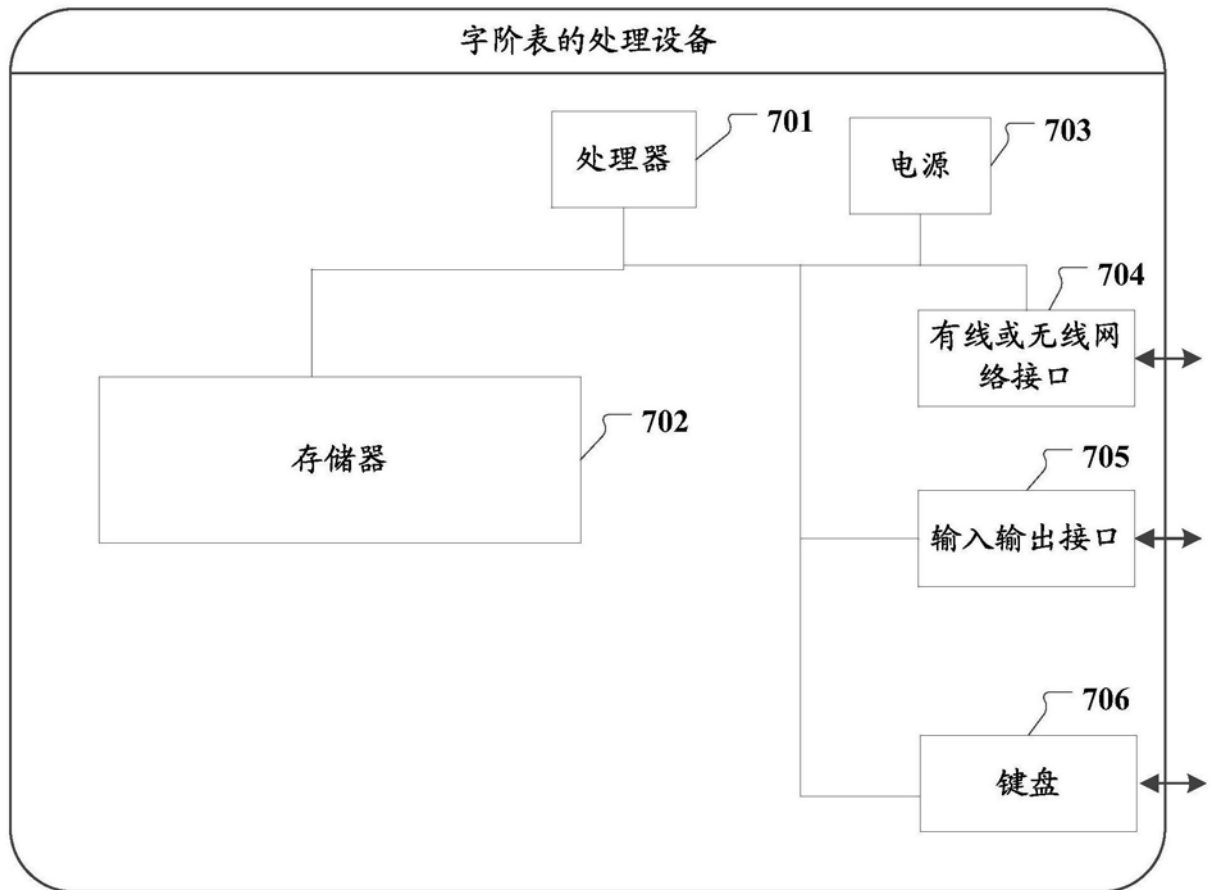 字阶表的处理设备
701
处理器
703
电源
704
有线或无线网
络接口
702
存储器
705
输入输出接口
706
键盘